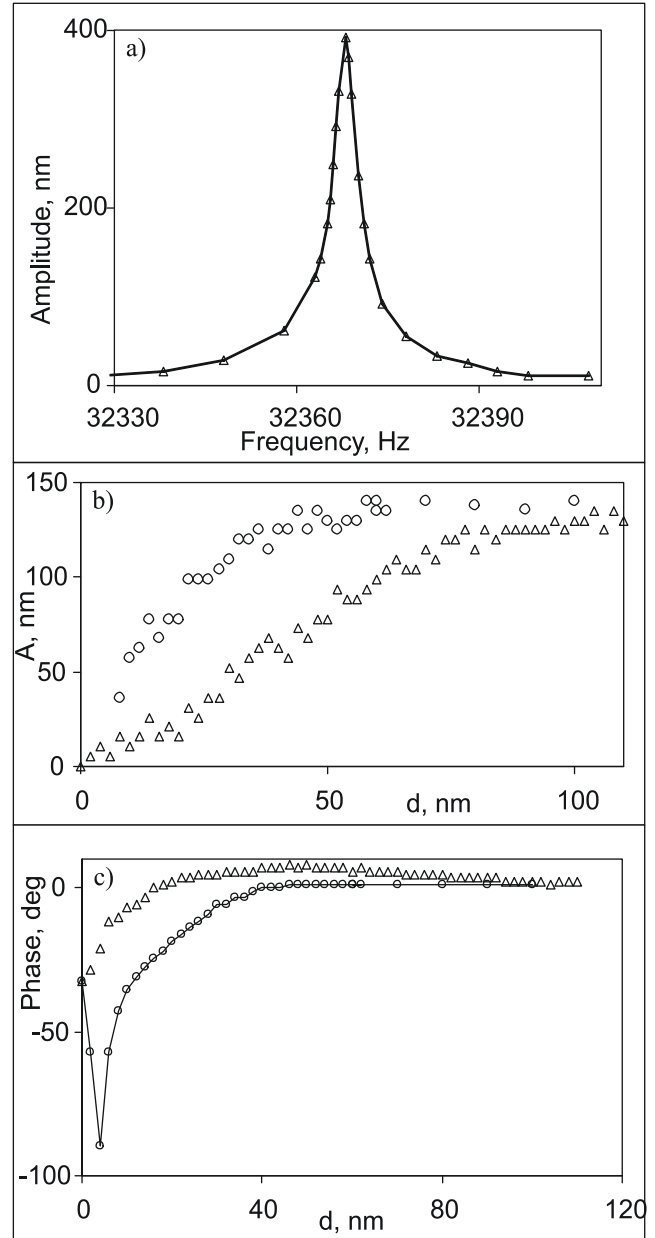 a)
400
200
0
Amplitude, nm
32330 32360 32390
Frequency, Hz
b)
150
100
50
0
A, nm
0 50 100
d, nm
c)
0
-50
-100
Phase, deg
0 40 80 120
d, nm